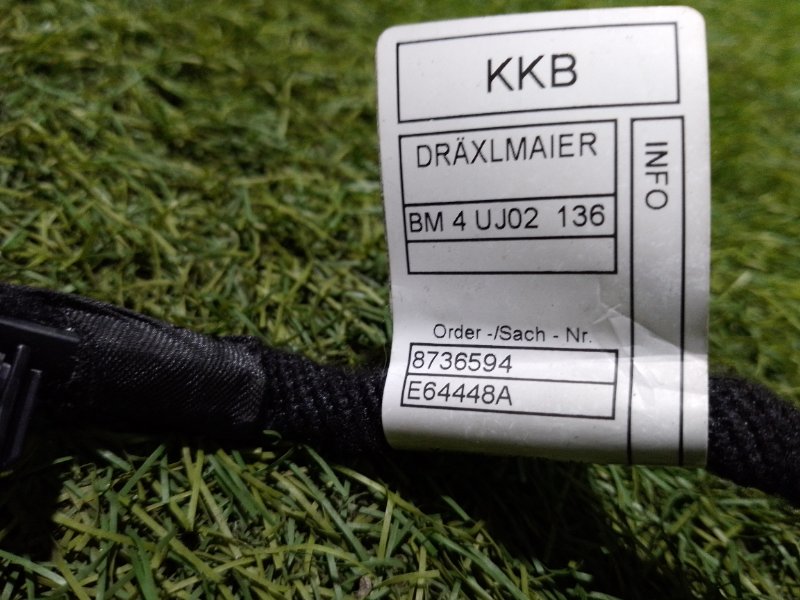 KKB
DRÄXLMAIER
INFO
BM 4 UJ02 136
Order -/Sach - Nr.
8736594
E64448A